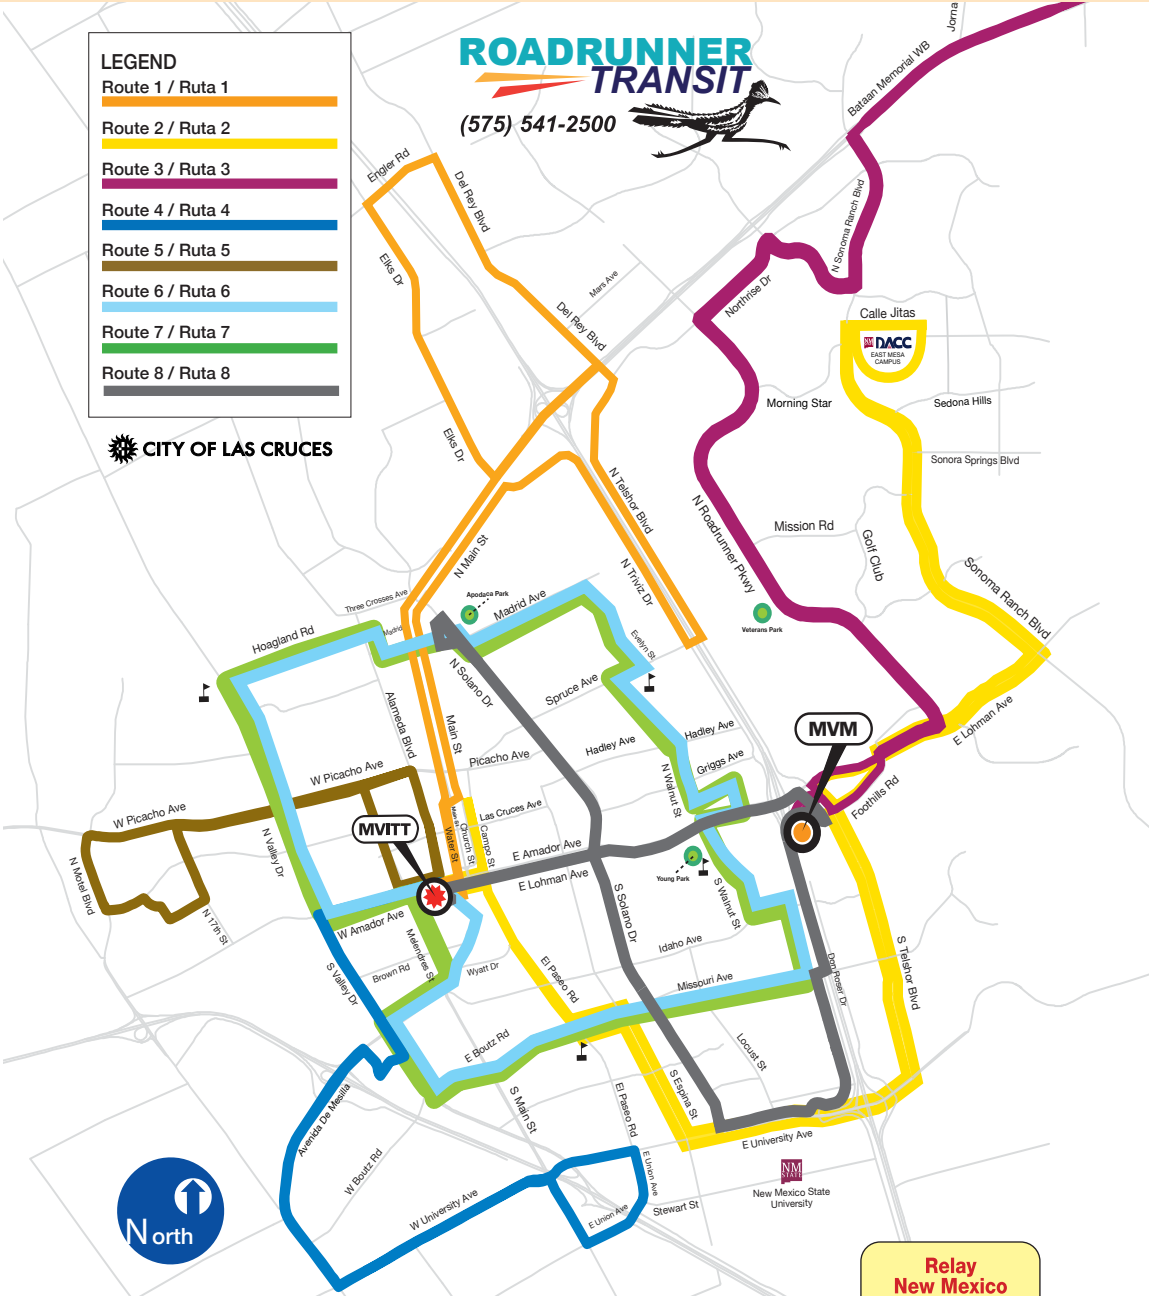 Jorna
Bataan Memorial WB
ROADRUNNER
TRANSIT
(575) 541-2500
LEGEND
Route 1 / Ruta 1
Route 2 / Ruta 2
Route 3 / Ruta 3
Route 4 / Ruta 4
Route 5 / Ruta 5
Route 6 / Ruta 6
Route 7 / Ruta 7
Route 8 / Ruta 8
CITY OF LAS CRUCES
Engler Rd
Del Rey Blvd
Elks Dr
Mars Ave
Del Rey Blvd
N Sonoma Ranch Blvd
Northrise Dr
Calle Jitas
NM DACC
EAST MESA
CAMPUS
Morning Star
Sedona Hills
Elks Dr
Sonora Springs Blvd
N Telshor Blvd
N Roadrunner Pkwy
Mission Rd
Golf Club
N Main St
N Triviz Dr
Sonoma Ranch Blvd
Three Crosses Ave
Apodaca Park
Madrid Ave
Veterans Park
Hoagland Rd
Madrid
Evelyn St
N Solano Dr
Spruce Ave
Alameda Blvd
Main St
E Lohman Ave
MVM
Hadley Ave
Hadley Ave
Picacho Ave
Griggs Ave
W Picacho Ave
N Walnut St
Foothills Rd
W Picacho Ave
Las Cruces Ave
Main St
Water St
Church St
Campo St
MVITT
N Valley Dr
E Amador Ave
E Lohman Ave
Young Park
N Motel Blvd
N 17th St
W Amador Ave
S Walnut St
S Solano Dr
Melendres St
Idaho Ave
S Telshor Blvd
Brown Rd
Wyatt Dr
El Paseo Rd
Missouri Ave
Don Roser Dr
S Valley Dr
E Boutz Rd
Locust St
S Espina St
S Main St
El Paseo Rd
Avenida De Mesilla
E University Ave
W Boutz Rd
E Union Ave
NM
STATE
New Mexico State
University
W University Ave
E Union Ave
Stewart St
North
Relay
New Mexico